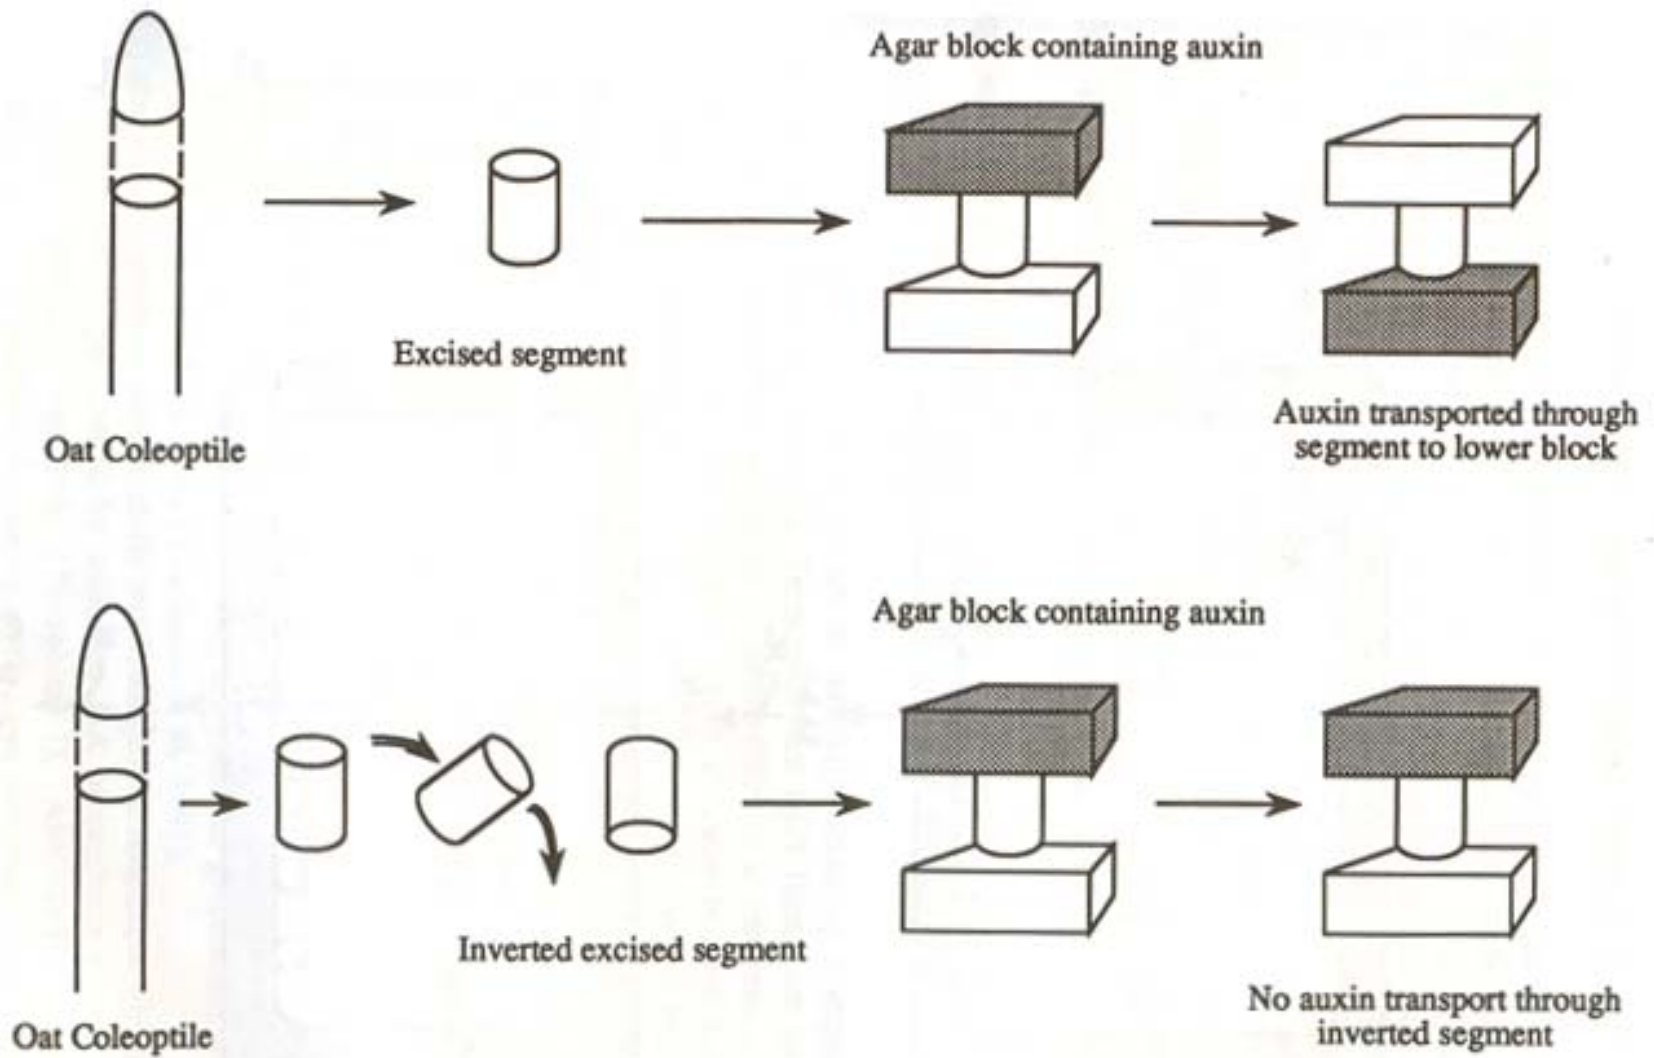 Agar block containing auxin
Excised segment
Oat Coleoptile
Auxin transported through
segment to lower block
Agar block containing auxin
Inverted excised segment
Oat Coleoptile
No auxin transport through
inverted segment